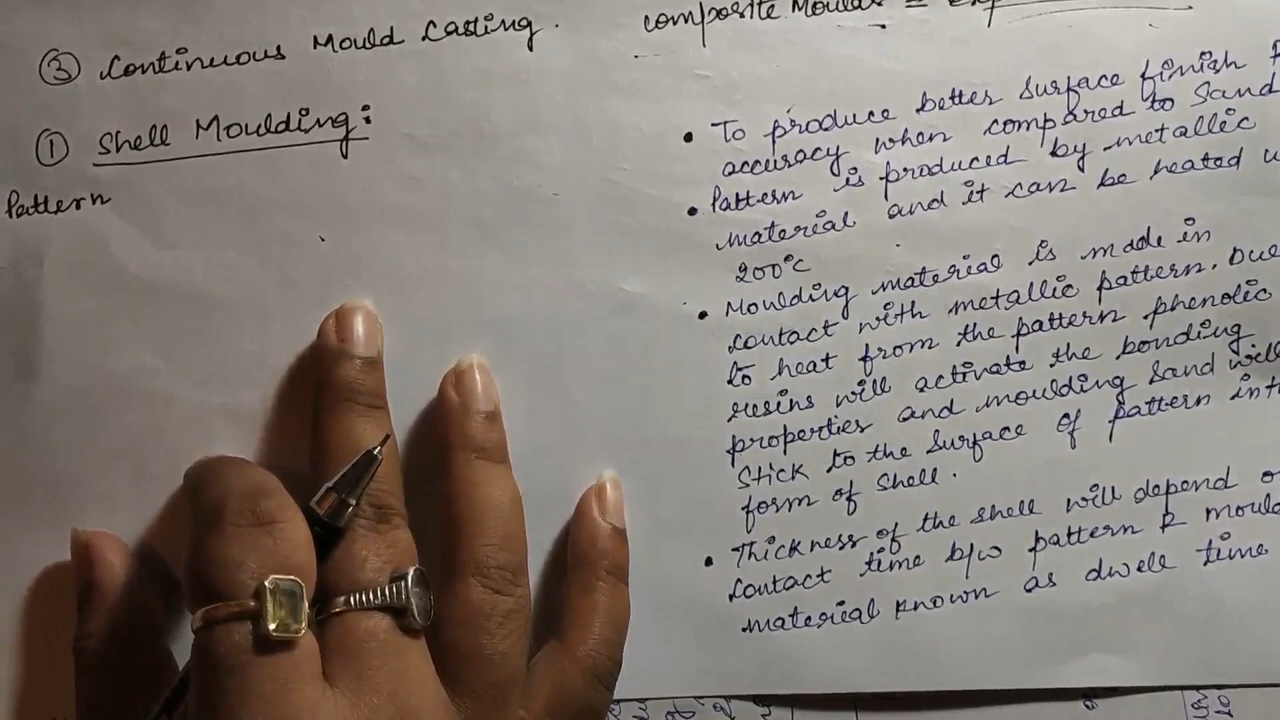 ③ Continuous Mould Casting.
① Shell Moulding:
Pattern
composite Moulds =
• To produce better surface finish &
accuracy when compared to Sand
• Pattern is produced by metallic
material and it can be heated
200°C
• Moulding material is made in
contact with metallic pattern. Due
to heat from the pattern phenolic
resins will activate the bonding
properties and moulding sand will
stick to the surface of pattern into
form of shell.
• Thickness of the shell will depend
contact time b/w pattern & mould
material known as dwell time